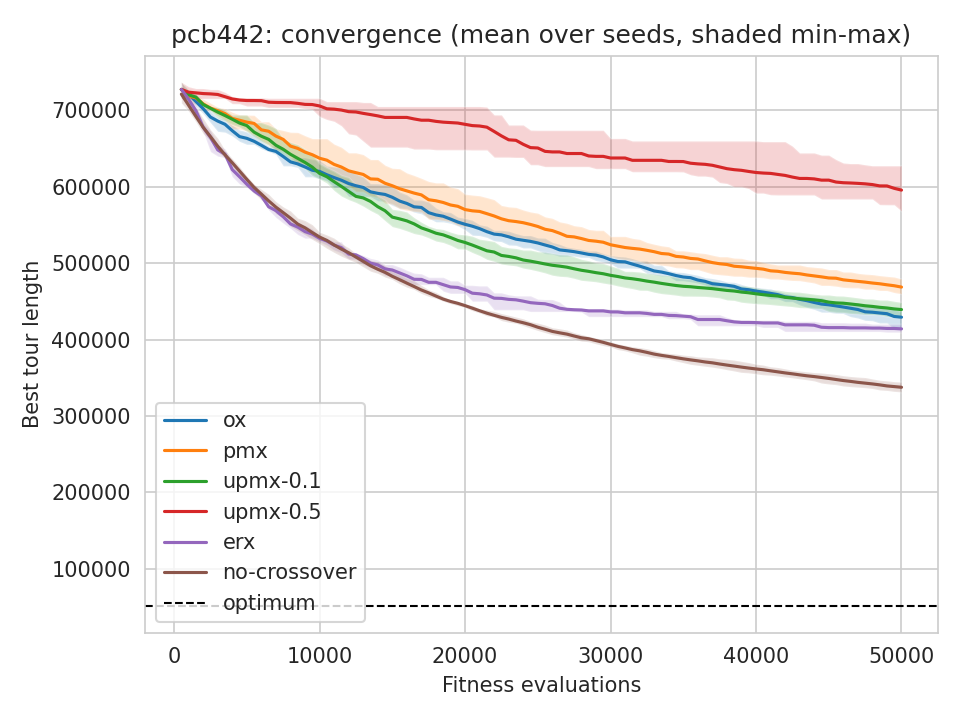 pcb442: convergence (mean over seeds, shaded min-max)
Best tour length
700000
600000
500000
400000
300000
200000
100000
ox
pmx
upmx-0.1
upmx-0.5
erx
no-crossover
optimum
0
10000
20000
30000
40000
50000
Fitness evaluations